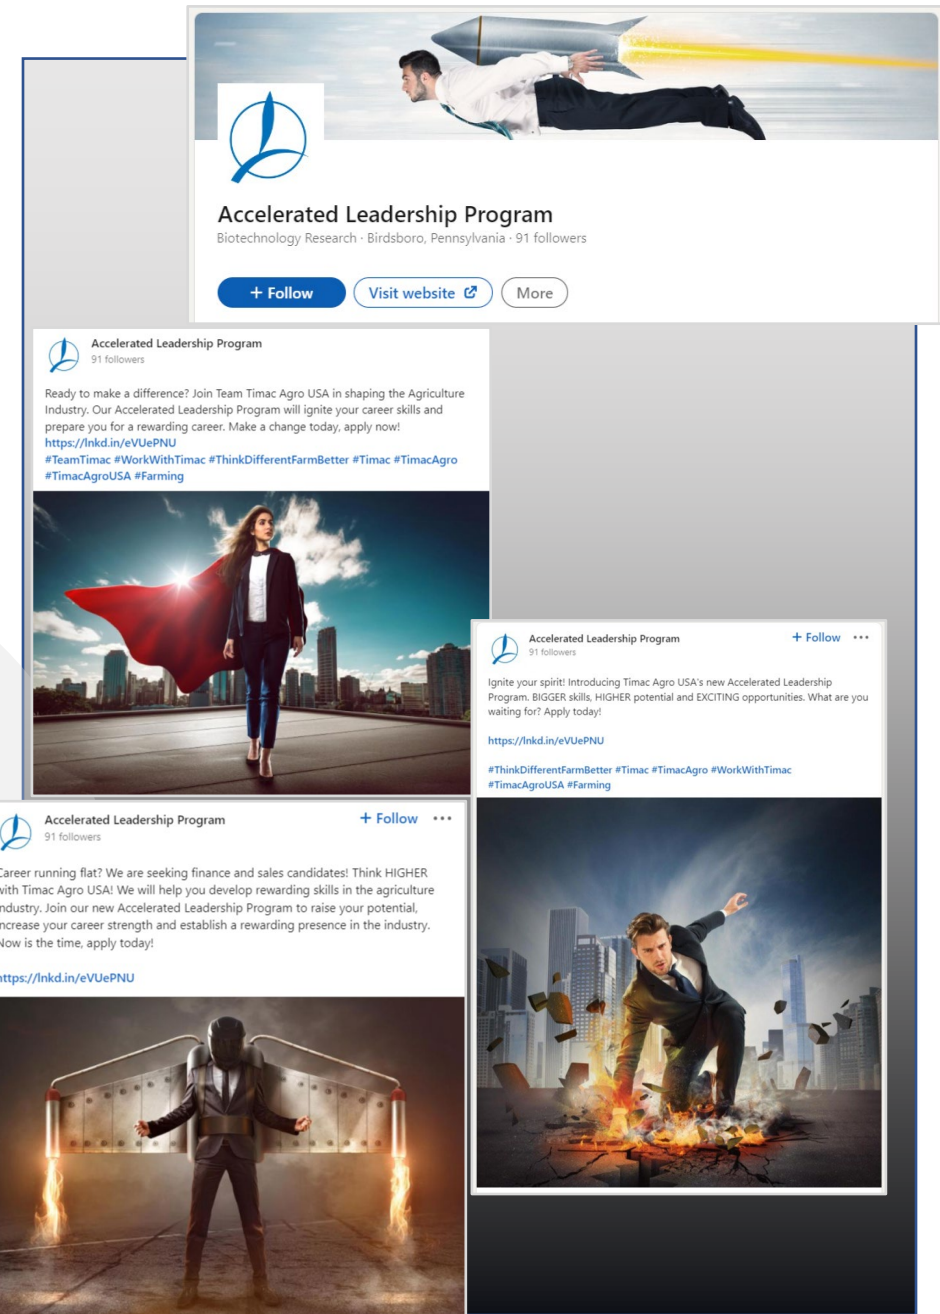 Accelerated Leadership Program
Biotechnology Research · Birdsboro, Pennsylvania · 91 followers
+ Follow
Visit website
More
Accelerated Leadership Program
91 followers
Ready to make a difference? Join Team Timac Agro USA in shaping the Agriculture
Industry. Our Accelerated Leadership Program will ignite your career skills and
prepare you for a rewarding career. Make a change today, apply now!
https://lnkd.in/eVUePNU
#TeamTimac #WorkWithTimac #ThinkDifferentFarmBetter #Timac #TimacAgro
#TimacAgroUSA #Farming
Accelerated Leadership Program
91 followers
+ Follow
Ignite your spirit! Introducing Timac Agro USA's new Accelerated Leadership
Program. BIGGER skills, HIGHER potential and EXCITING opportunities. What are you
waiting for? Apply today!
https://lnkd.in/eVUePNU
#ThinkDifferentFarmBetter #Timac #TimacAgro #WorkWithTimac
#TimacAgroUSA #Farming
Accelerated Leadership Program
91 followers
+ Follow
Career running flat? We are seeking finance and sales candidates! Think HIGHER
with Timac Agro USA! We will help you develop rewarding skills in the agriculture
industry. Join our new Accelerated Leadership Program to raise your potential,
increase your career strength and establish a rewarding presence in the industry.
Now is the time, apply today!
https://lnkd.in/eVUePNU